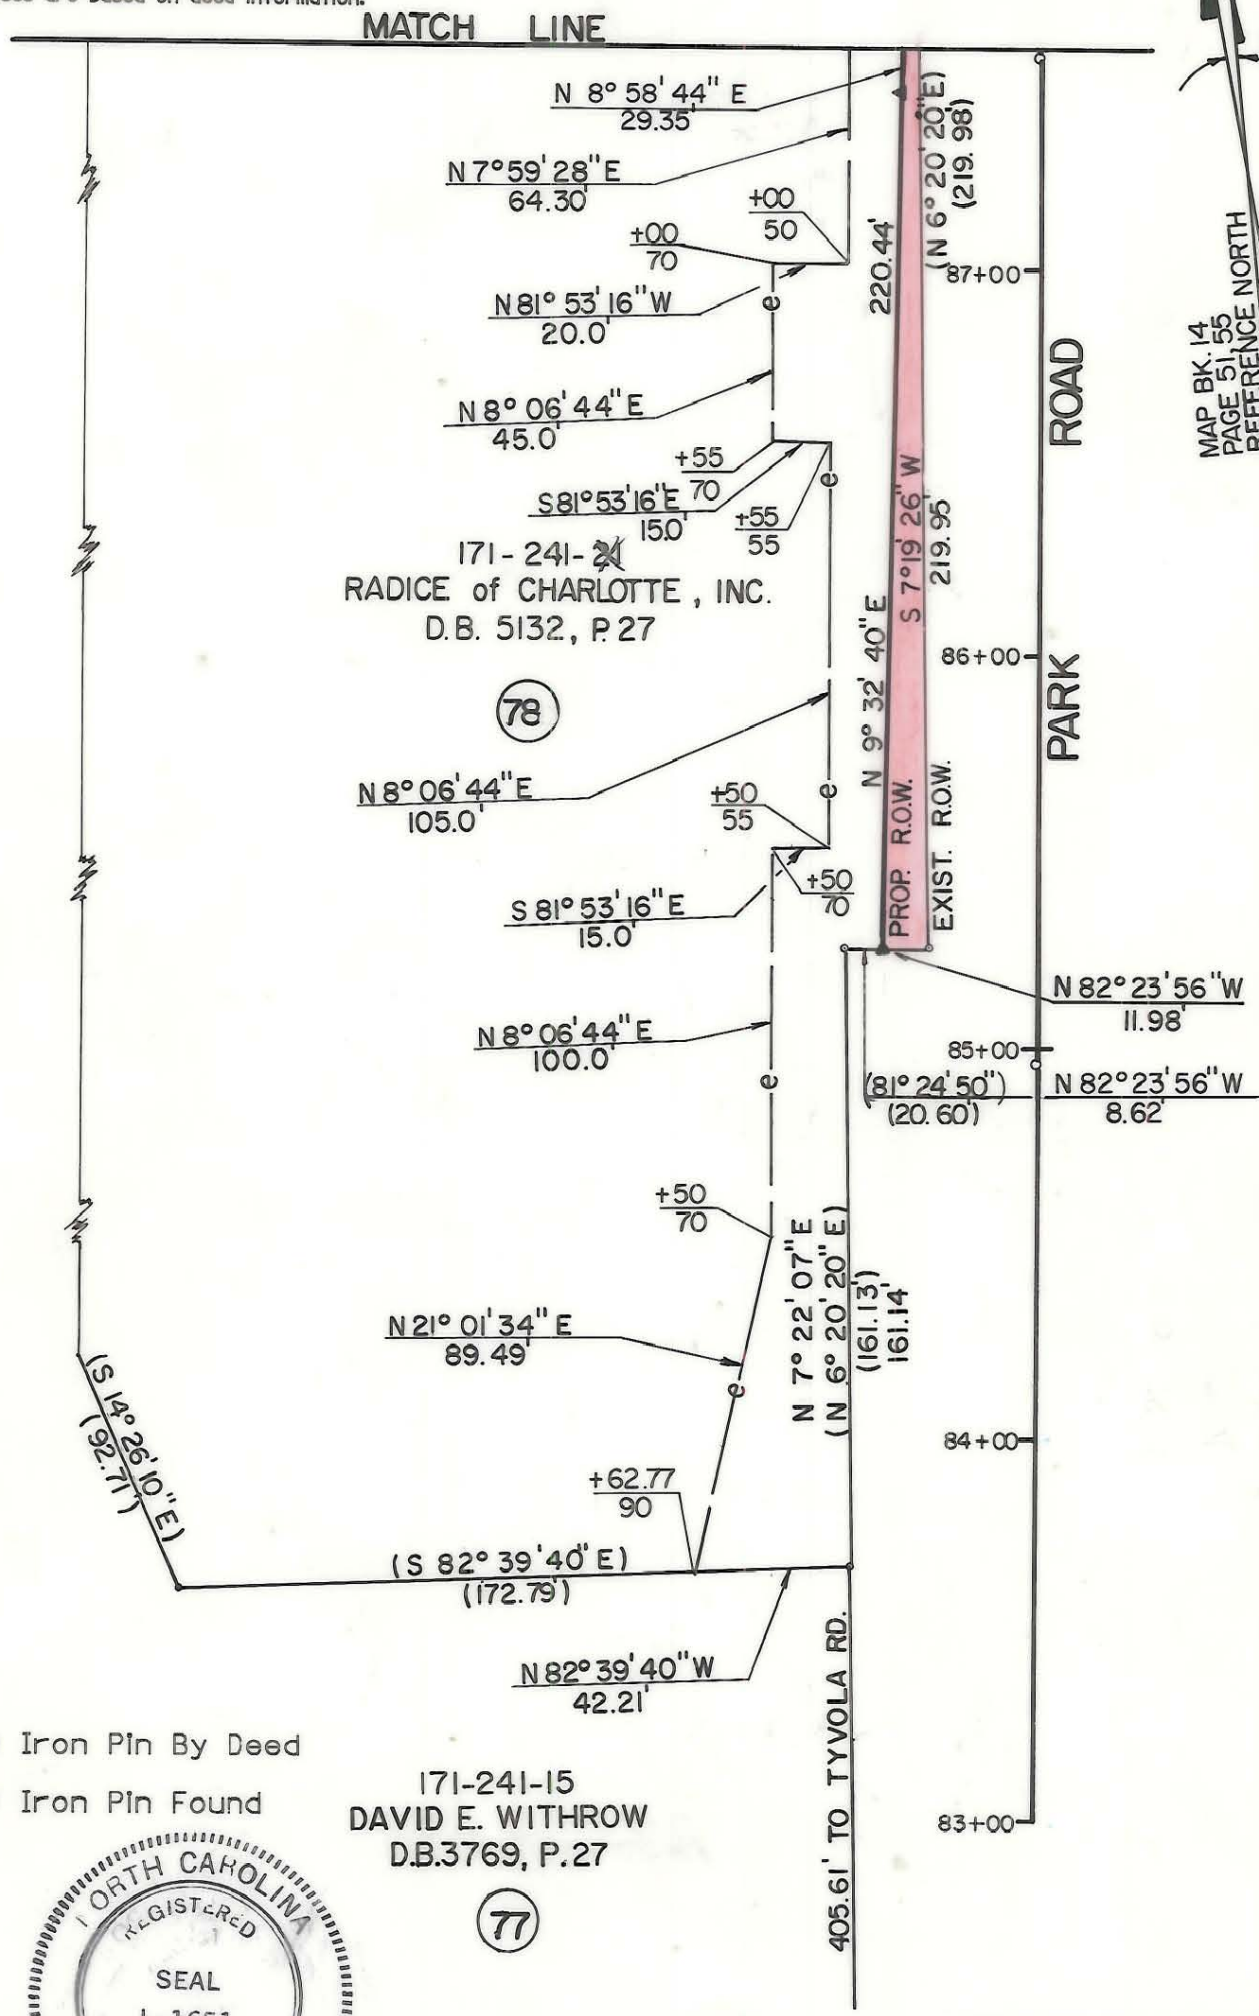 MATCH LINE
N 8° 58' 44" E
29.35'
N 7° 59' 28" E
64.30'
+00
50
+00
70
N 81° 53' 16" W
20.0'
N 8° 06' 44" E
45.0'
+55
70
S 81° 53' 16" E
15.0'
+55
55
171-241-
RADICE of CHARLOTTE, INC.
D.B. 5132, P. 27
78
N 8° 06' 44" E
105.0'
+50
55
+50
70
S 81° 53' 16" E
15.0'
N 8° 06' 44" E
100.0'
+50
70
N 21° 01' 34" E
89.49'
+62.77
90
(S 14° 26' 10" E)
(92.71')
(S 82° 39' 40" E)
(172.79')
N 82° 39' 40" W
42.21'
N 7° 22' 07" E
(N 6° 20' 20" E)
(161.13')
161.14'
405.61' TO TYVOLA RD.
220.44'
N 9° 32' 40" E
PROP. R.O.W.
S 7° 19' 26" W
219.95'
EXIST. R.O.W.
(N 6° 20' 20" E)
(219.98)
N 82° 23' 56" W
11.98'
(81° 24' 50")
(20.60')
N 82° 23' 56" W
8.62'
87+00
86+00
85+00
84+00
83+00
PARK ROAD
MAP BK. 14
PAGE 51, 55
REFERENCE NORTH
Iron Pin By Deed
Iron Pin Found
171-241-15
DAVID E. WITHROW
D.B. 3769, P. 27
77
NORTH CAROLINA
REGISTERED
SEAL
e
e
e
e
e